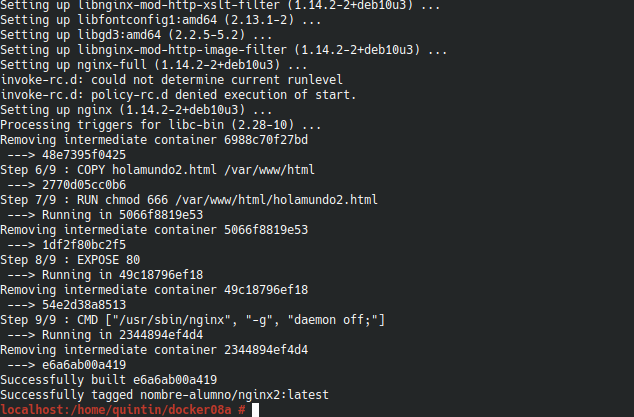 Setting up libnginx-mod-http-xslt-filter (1.14.2-2+deb10u3) ...
Setting up libfontconfig1:amd64 (2.13.1-2) ...
Setting up libgd3:amd64 (2.2.5-5.2) ...
Setting up libnginx-mod-http-image-filter (1.14.2-2+deb10u3) ...
Setting up nginx-full (1.14.2-2+deb10u3) ...
invoke-rc.d: could not determine current runlevel
invoke-rc.d: policy-rc.d denied execution of start.
Setting up nginx (1.14.2-2+deb10u3) ...
Processing triggers for libc-bin (2.28-10) ...
Removing intermediate container 6988c70f27bd
 ---> 48e7395f0425
Step 6/9 : COPY holamundo2.html /var/www/html
 ---> 2770d05cc0b6
Step 7/9 : RUN chmod 666 /var/www/html/holamundo2.html
 ---> Running in 5066f8819e53
Removing intermediate container 5066f8819e53
 ---> 1df2f80bc2f5
Step 8/9 : EXPOSE 80
 ---> Running in 49c18796ef18
Removing intermediate container 49c18796ef18
 ---> 54e2d38a8513
Step 9/9 : CMD ["/usr/sbin/nginx", "-g", "daemon off;"]
 ---> Running in 2344894ef4d4
Removing intermediate container 2344894ef4d4
 ---> e6a6ab00a419
Successfully built e6a6ab00a419
Successfully tagged nombre-alumno/nginx2:latest
localhost:/home/quintin/docker08a #